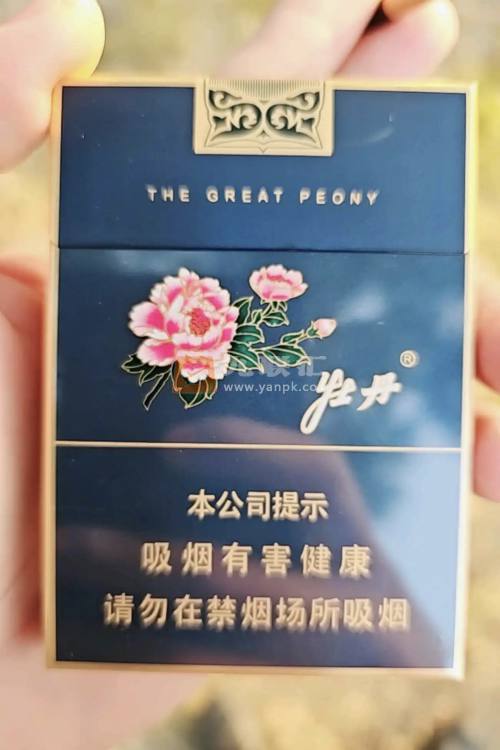 THE GREAT PEONY
牡丹®
www.yanpk.com
本公司提示
吸烟有害健康
请勿在禁烟场所吸烟